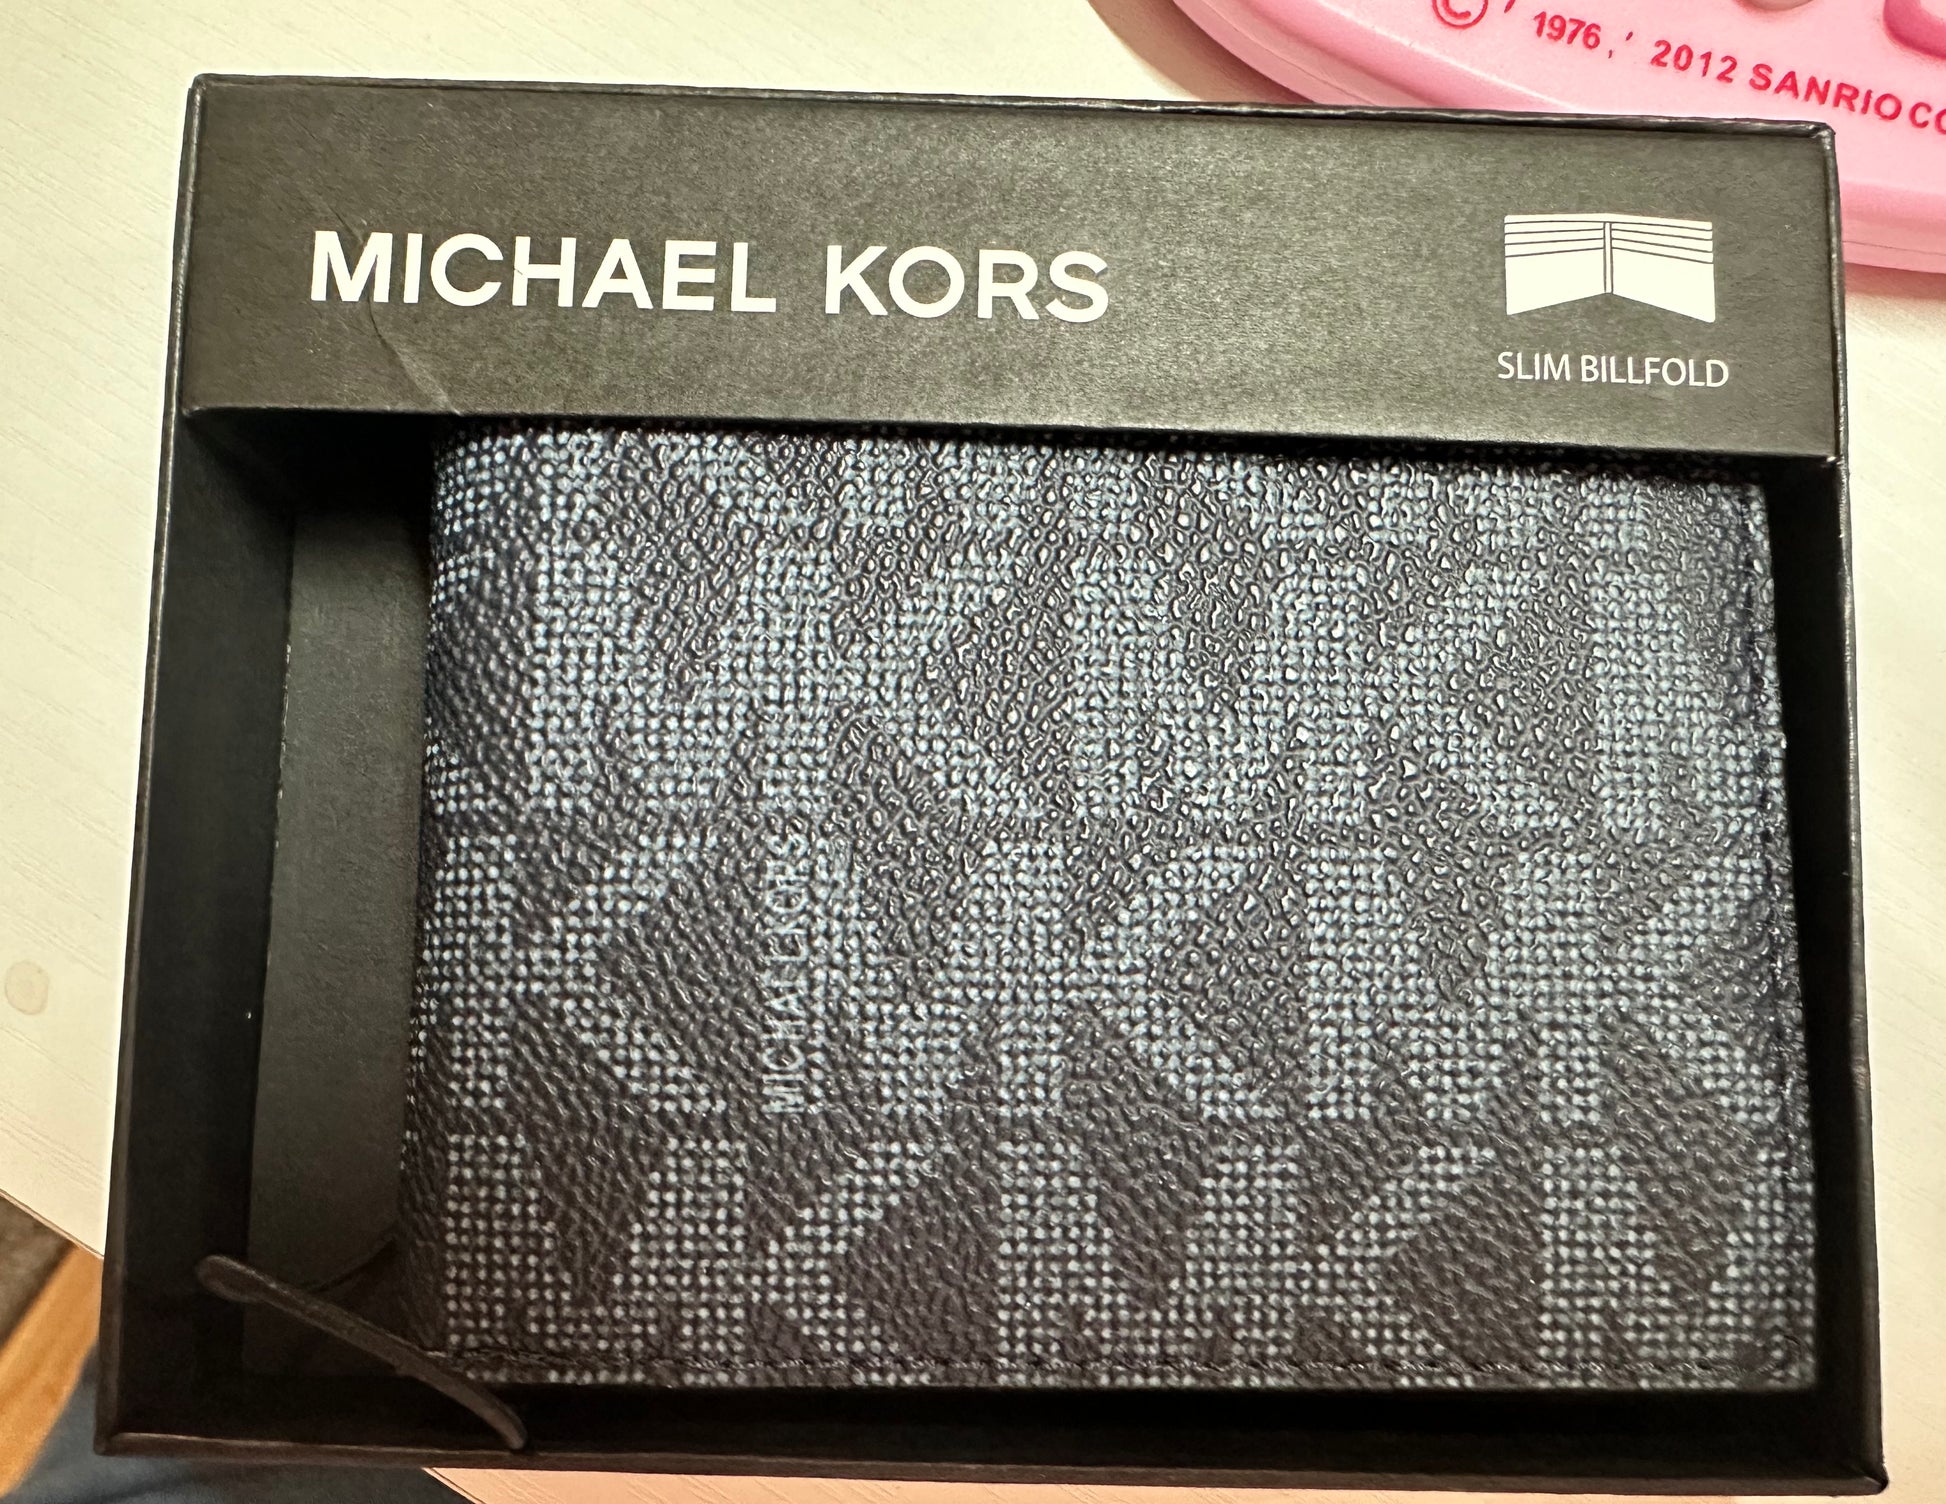 © ' 1976, ' 2012 SANRIO CO
MICHAEL KORS
SLIM BILLFOLD
MICHAEL KORS